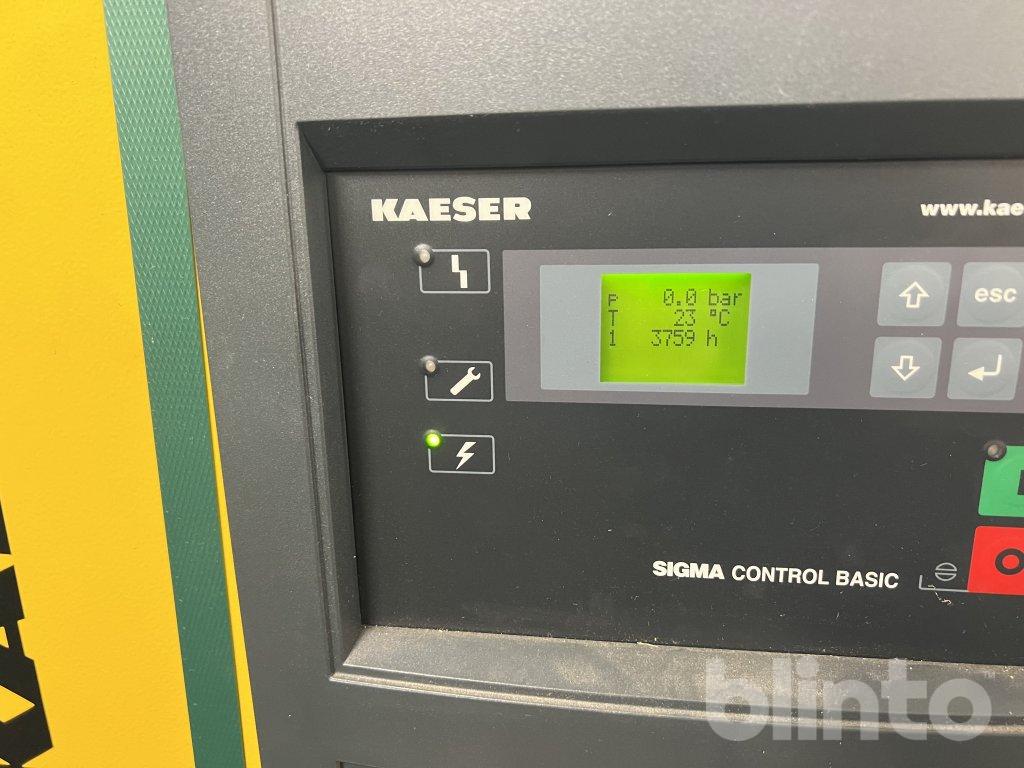 KAESER
www.kae
esc
p 0.0 bar
T 23 °C
1 3759 h
SIGMA CONTROL BASIC
blinto